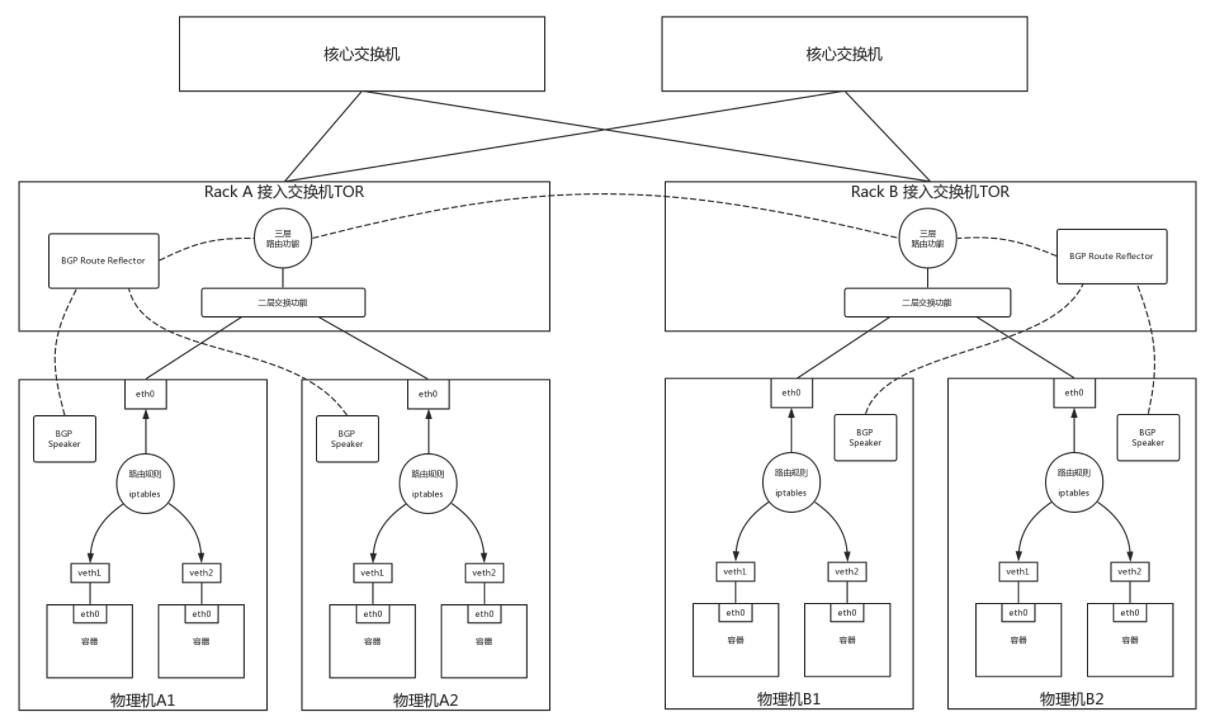 核心交换机
核心交换机
Rack A 接入交换机TOR
三层
路由功能
BGP Route Reflector
二层交换功能
Rack B 接入交换机TOR
三层
路由功能
BGP Route Reflector
二层交换功能
eth0
BGP
Speaker
路由规则
iptables
veth1
veth2
eth0
eth0
容器
容器
物理机A1
eth0
BGP
Speaker
路由规则
iptables
veth1
veth2
eth0
eth0
容器
容器
物理机A2
eth0
BGP
Speaker
路由规则
iptables
veth1
veth2
eth0
eth0
容器
容器
物理机B1
eth0
BGP
Speaker
路由规则
iptables
veth1
veth2
eth0
eth0
容器
容器
物理机B2